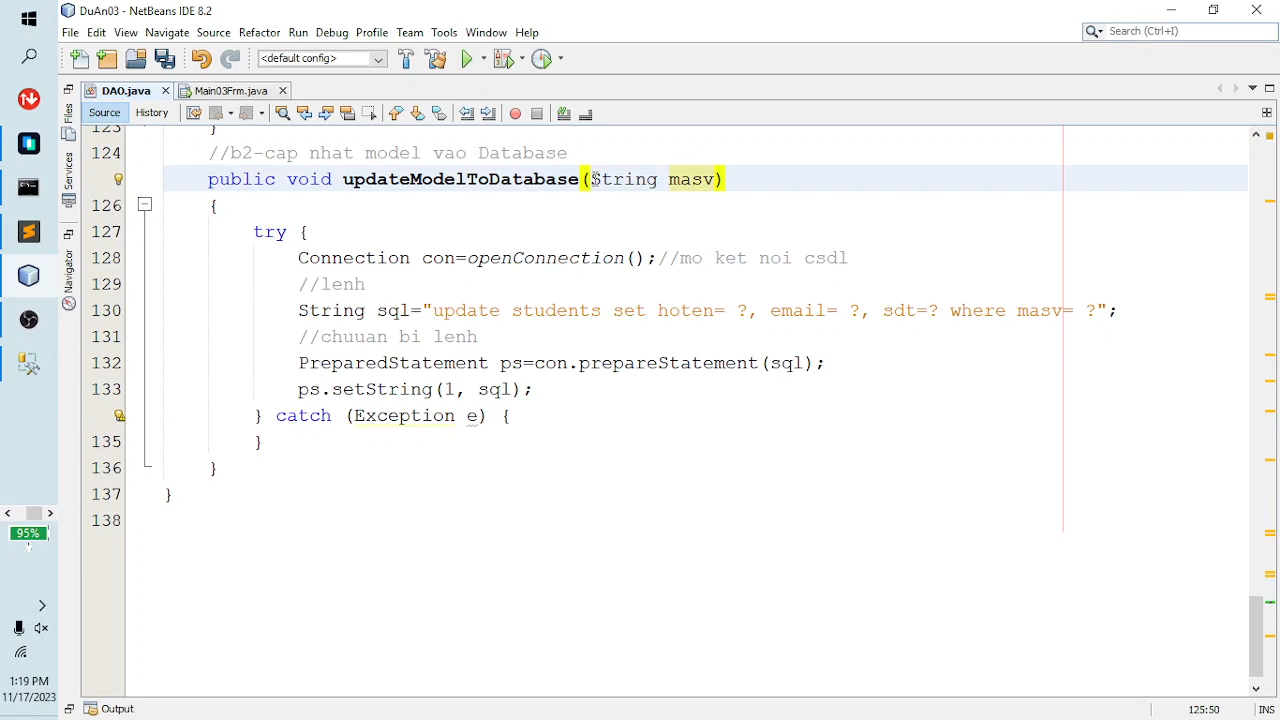 DuAn03 - NetBeans IDE 8.2
File Edit View Navigate Source Refactor Run Debug Profile Team Tools Window Help
Search (Ctrl+I)
<default config>
DAO.java
Main03Frm.java
Source History
Files
Services
Navigator
123 }
124 //b2-cap nhat model vao Database
public void updateModelToDatabase(String masv)
126 {
127 try {
128 Connection con=openConnection();//mo ket noi csdl
129 //lenh
130 String sql="update students set hoten= ?, email= ?, sdt=? where masv= ?";
131 //chuuan bi lenh
132 PreparedStatement ps=con.prepareStatement(sql);
133 ps.setString(1, sql);
} catch (Exception e) {
135 }
136 }
137 }
138
95%
1:19 PM
11/17/2023
Output
125:50
INS